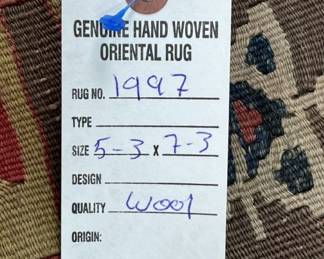 GENUINE HAND WOVEN
ORIENTAL RUG
RUG NO. 1997
TYPE
SIZE 5-3 x 7-3
DESIGN
QUALITY wool
ORIGIN: